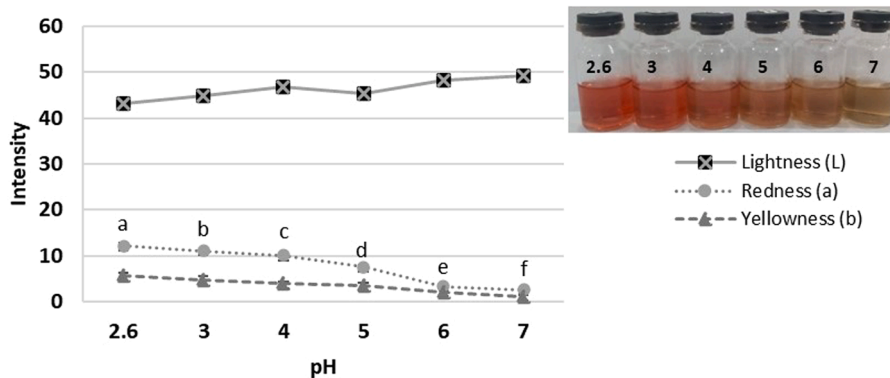 60
50
40
30
20
10
0
Intensity
a b c d e f
2.6 3 4 5 6 7
pH
2.6 3 4 5 6 7
Lightness (L)
Redness (a)
Yellowness (b)